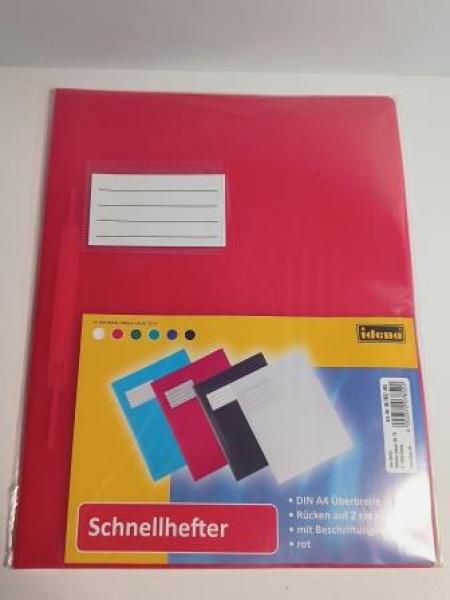 idena
Schnellhefter
• DIN A4 Überbreite
• Rücken auf 2 cm
• mit Beschriftung
• rot